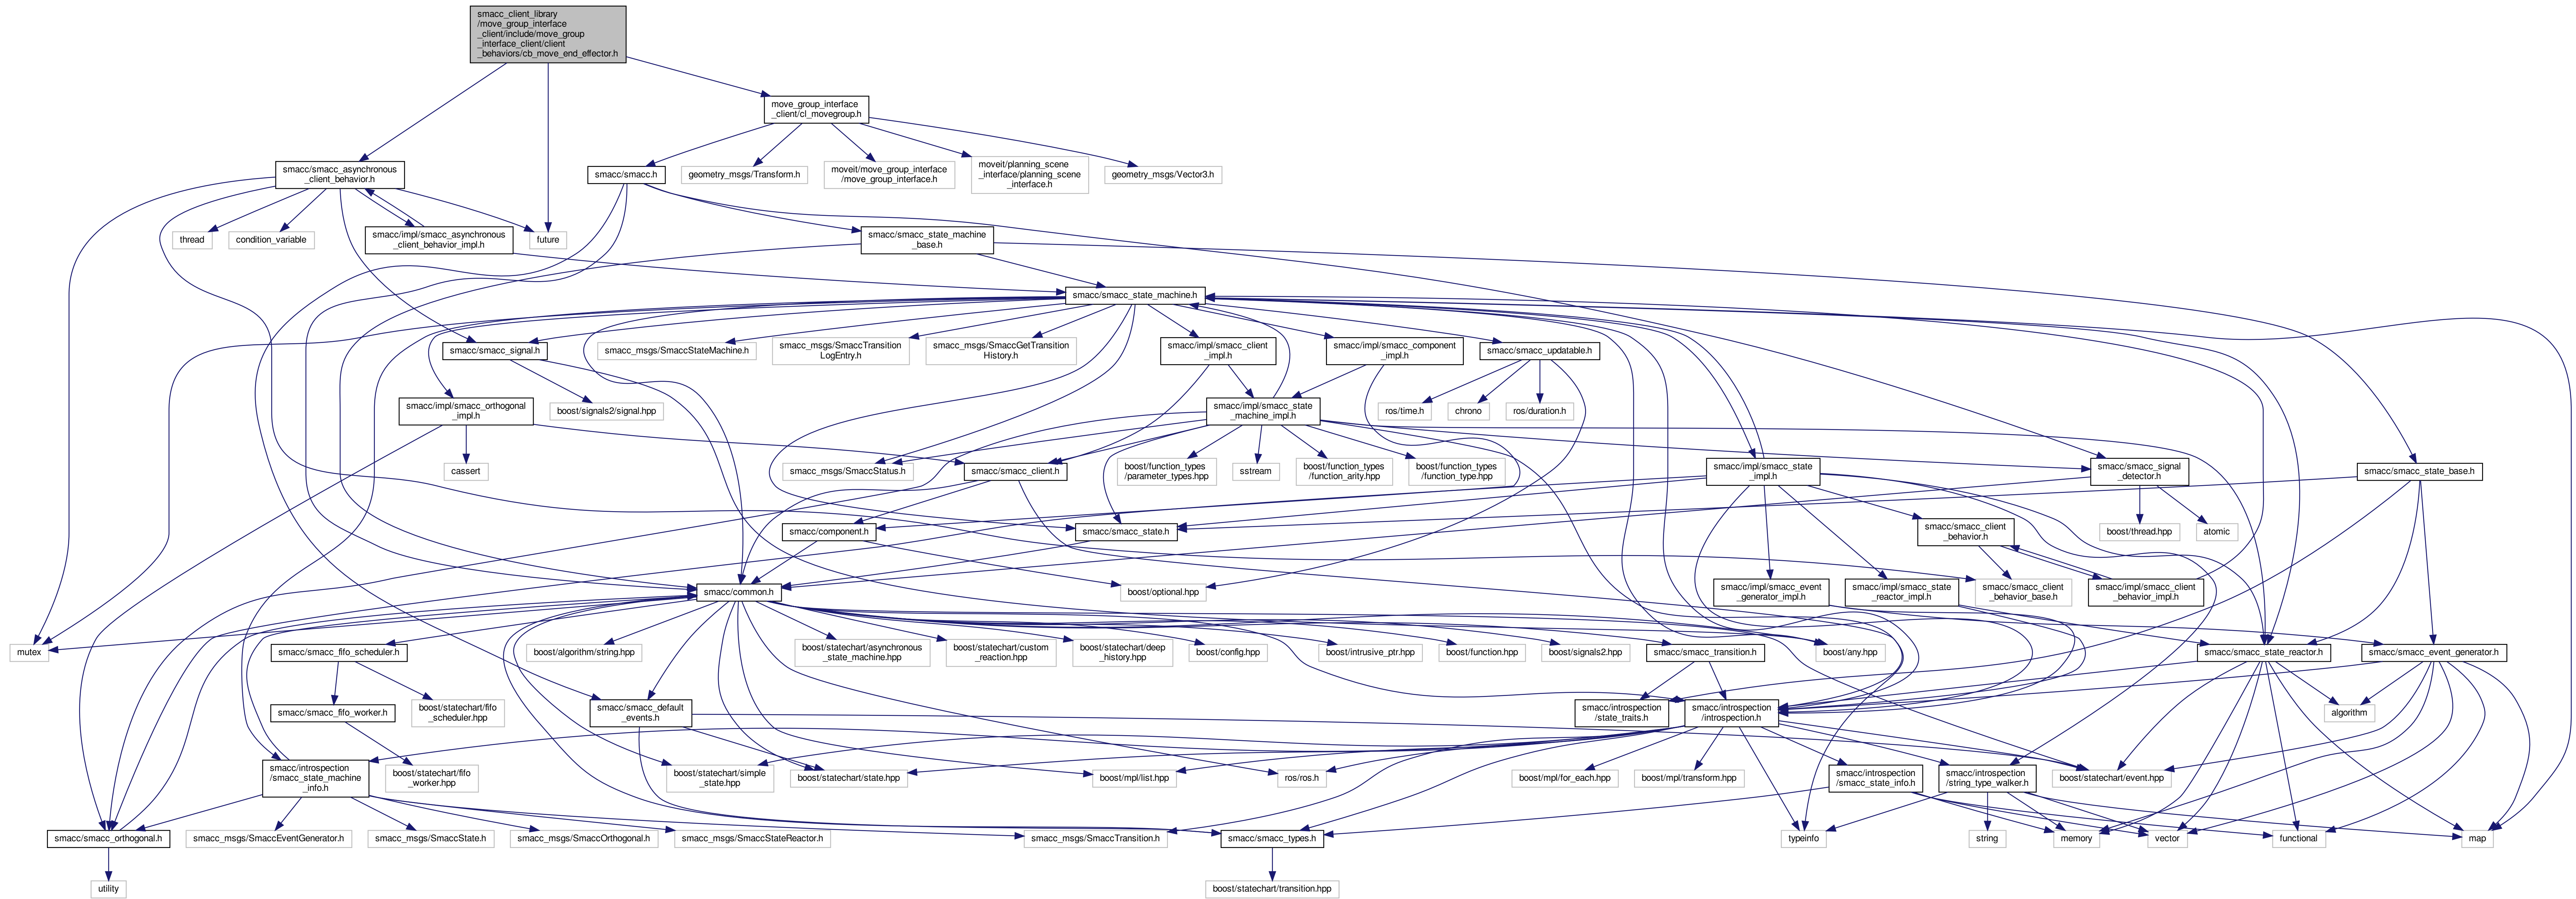 smacc_client_library
/move_group_interface
_client/include/move_group
_interface_client/client
_behaviors/cb_move_end_effector.h
move_group_interface
_client/cl_movegroup.h
smacc/smacc_asynchronous
_client_behavior.h
smacc/smacc.h
geometry_msgs/Transform.h
moveit/move_group_interface
/move_group_interface.h
moveit/planning_scene
_interface/planning_scene
_interface.h
geometry_msgs/Vector3.h
thread
condition_variable
smacc/impl/smacc_asynchronous
_client_behavior_impl.h
future
smacc/smacc_state_machine
_base.h
smacc/smacc_state_machine.h
smacc/smacc_signal.h
smacc_msgs/SmaccStateMachine.h
smacc_msgs/SmaccTransition
LogEntry.h
smacc_msgs/SmaccGetTransition
History.h
smacc/impl/smacc_client
_impl.h
smacc/impl/smacc_component
_impl.h
smacc/smacc_updatable.h
smacc/impl/smacc_orthogonal
_impl.h
boost/signals2/signal.hpp
smacc/impl/smacc_state
_machine_impl.h
ros/time.h
chrono
ros/duration.h
cassert
smacc_msgs/SmaccStatus.h
smacc/smacc_client.h
boost/function_types
/parameter_types.hpp
sstream
boost/function_types
/function_arity.hpp
boost/function_types
/function_type.hpp
smacc/impl/smacc_state
_impl.h
smacc/smacc_signal
_detector.h
smacc/smacc_state_base.h
smacc/component.h
smacc/smacc_state.h
smacc/smacc_client
_behavior.h
boost/thread.hpp
atomic
smacc/common.h
boost/optional.hpp
smacc/impl/smacc_event
_generator_impl.h
smacc/impl/smacc_state
_reactor_impl.h
smacc/smacc_client
_behavior_base.h
smacc/impl/smacc_client
_behavior_impl.h
mutex
smacc/smacc_fifo_scheduler.h
boost/algorithm/string.hpp
boost/statechart/asynchronous
_state_machine.hpp
boost/statechart/custom
_reaction.hpp
boost/statechart/deep
_history.hpp
boost/config.hpp
boost/intrusive_ptr.hpp
boost/function.hpp
boost/signals2.hpp
smacc/smacc_transition.h
boost/any.hpp
smacc/smacc_state_reactor.h
smacc/smacc_event_generator.h
smacc/smacc_fifo_worker.h
boost/statechart/fifo
_scheduler.hpp
smacc/smacc_default
_events.h
smacc/introspection
/state_traits.h
smacc/introspection
/introspection.h
algorithm
smacc/introspection
/smacc_state_machine
_info.h
boost/statechart/fifo
_worker.hpp
boost/statechart/simple
_state.hpp
boost/statechart/state.hpp
boost/mpl/list.hpp
ros/ros.h
boost/mpl/for_each.hpp
boost/mpl/transform.hpp
smacc/introspection
/smacc_state_info.h
smacc/introspection
/string_type_walker.h
boost/statechart/event.hpp
smacc/smacc_orthogonal.h
smacc_msgs/SmaccEventGenerator.h
smacc_msgs/SmaccState.h
smacc_msgs/SmaccOrthogonal.h
smacc_msgs/SmaccStateReactor.h
smacc_msgs/SmaccTransition.h
smacc/smacc_types.h
typeinfo
string
memory
vector
functional
map
utility
boost/statechart/transition.hpp